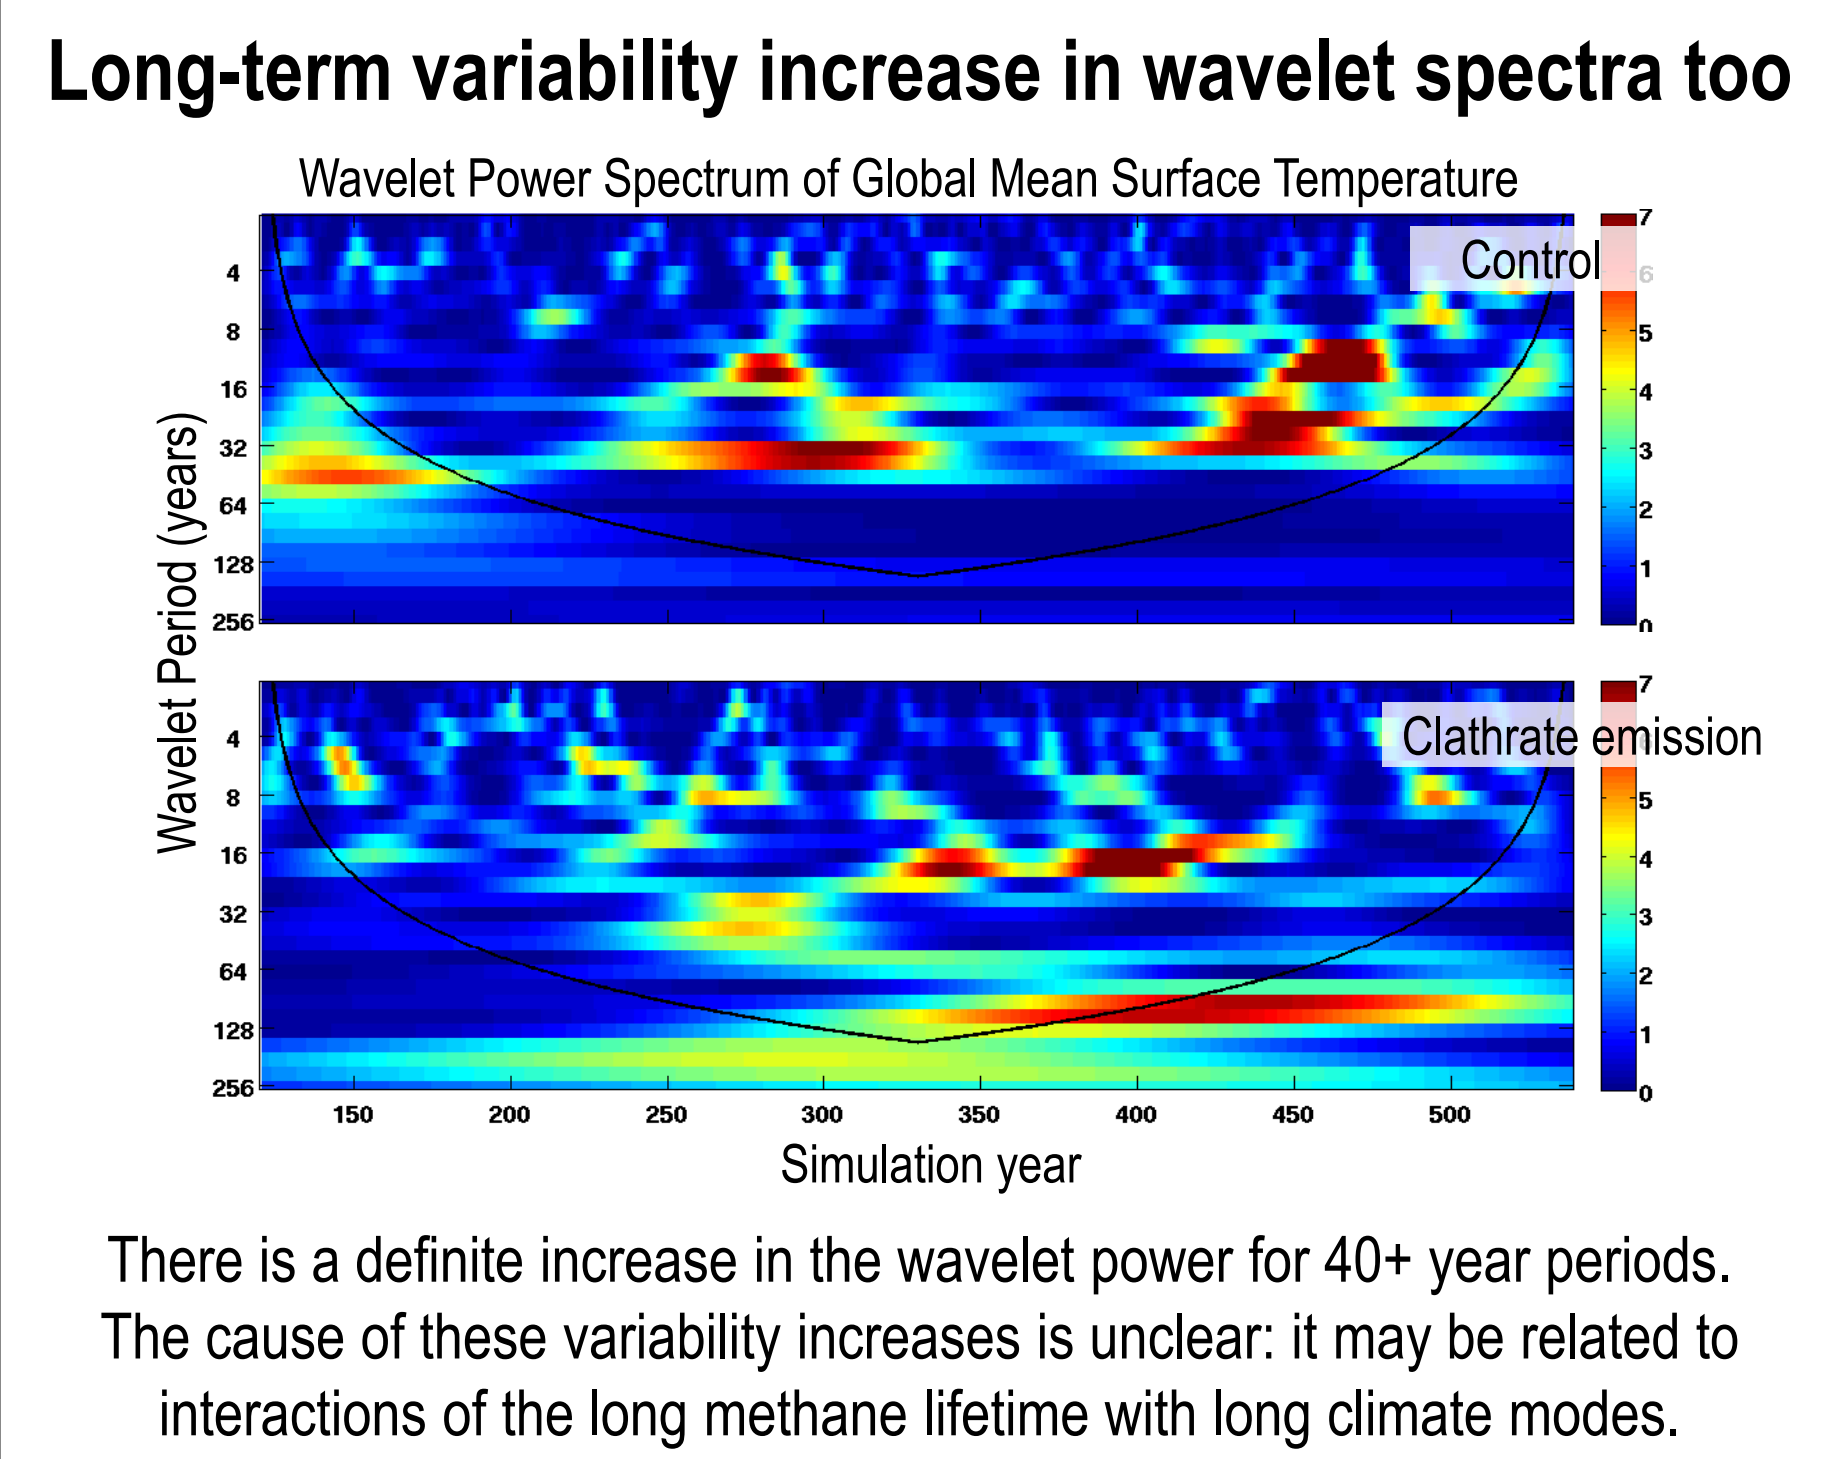 Long-term variability increase in wavelet spectra too
Wavelet Power Spectrum of Global Mean Surface Temperature
Wavelet Period (years)
4
8
16
32
64
128
256
Control
7
6
5
4
3
2
1
0
4
8
16
32
64
128
256
Clathrate emission
7
5
4
3
2
1
0
150 200 250 300 350 400 450 500
Simulation year
There is a definite increase in the wavelet power for 40+ year periods.
The cause of these variability increases is unclear: it may be related to
interactions of the long methane lifetime with long climate modes.